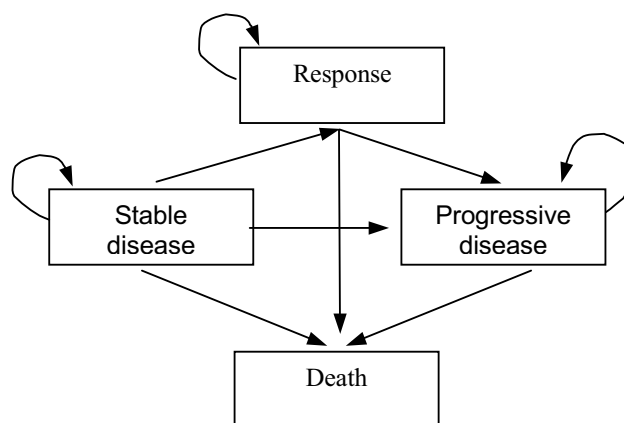 Response
Stable
disease
Progressive
disease
Death